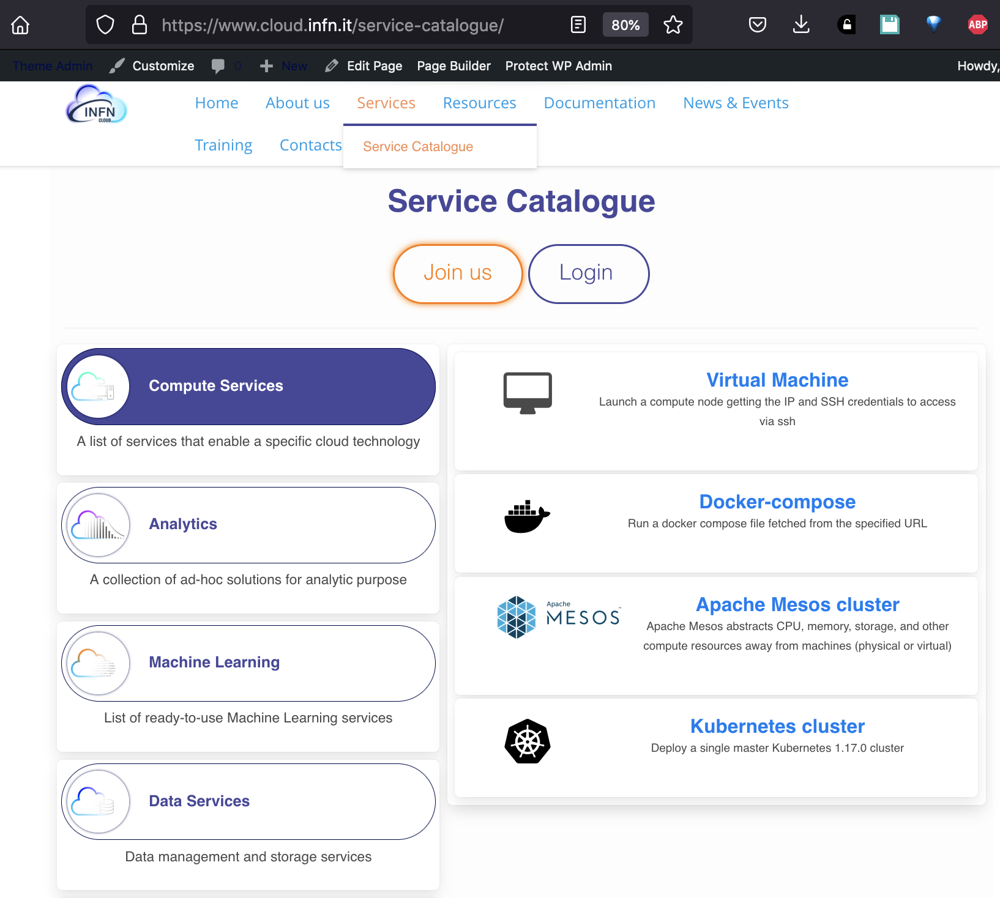 https://www.cloud.infn.it/service-catalogue/
80%
ABP
Theme Admin
Customize
0
New
Edit Page
Page Builder
Protect WP Admin
Howdy,
INFN
CLOUD
Home
About us
Services
Resources
Documentation
News & Events
Training
Contacts
Service Catalogue
Service Catalogue
Join us
Login
Compute Services
A list of services that enable a specific cloud technology
Analytics
A collection of ad-hoc solutions for analytic purpose
Machine Learning
List of ready-to-use Machine Learning services
Data Services
Data management and storage services
Virtual Machine
Launch a compute node getting the IP and SSH credentials to access
via ssh
Docker-compose
Run a docker compose file fetched from the specified URL
Apache
MESOS™
Apache Mesos cluster
Apache Mesos abstracts CPU, memory, storage, and other
compute resources away from machines (physical or virtual)
Kubernetes cluster
Deploy a single master Kubernetes 1.17.0 cluster